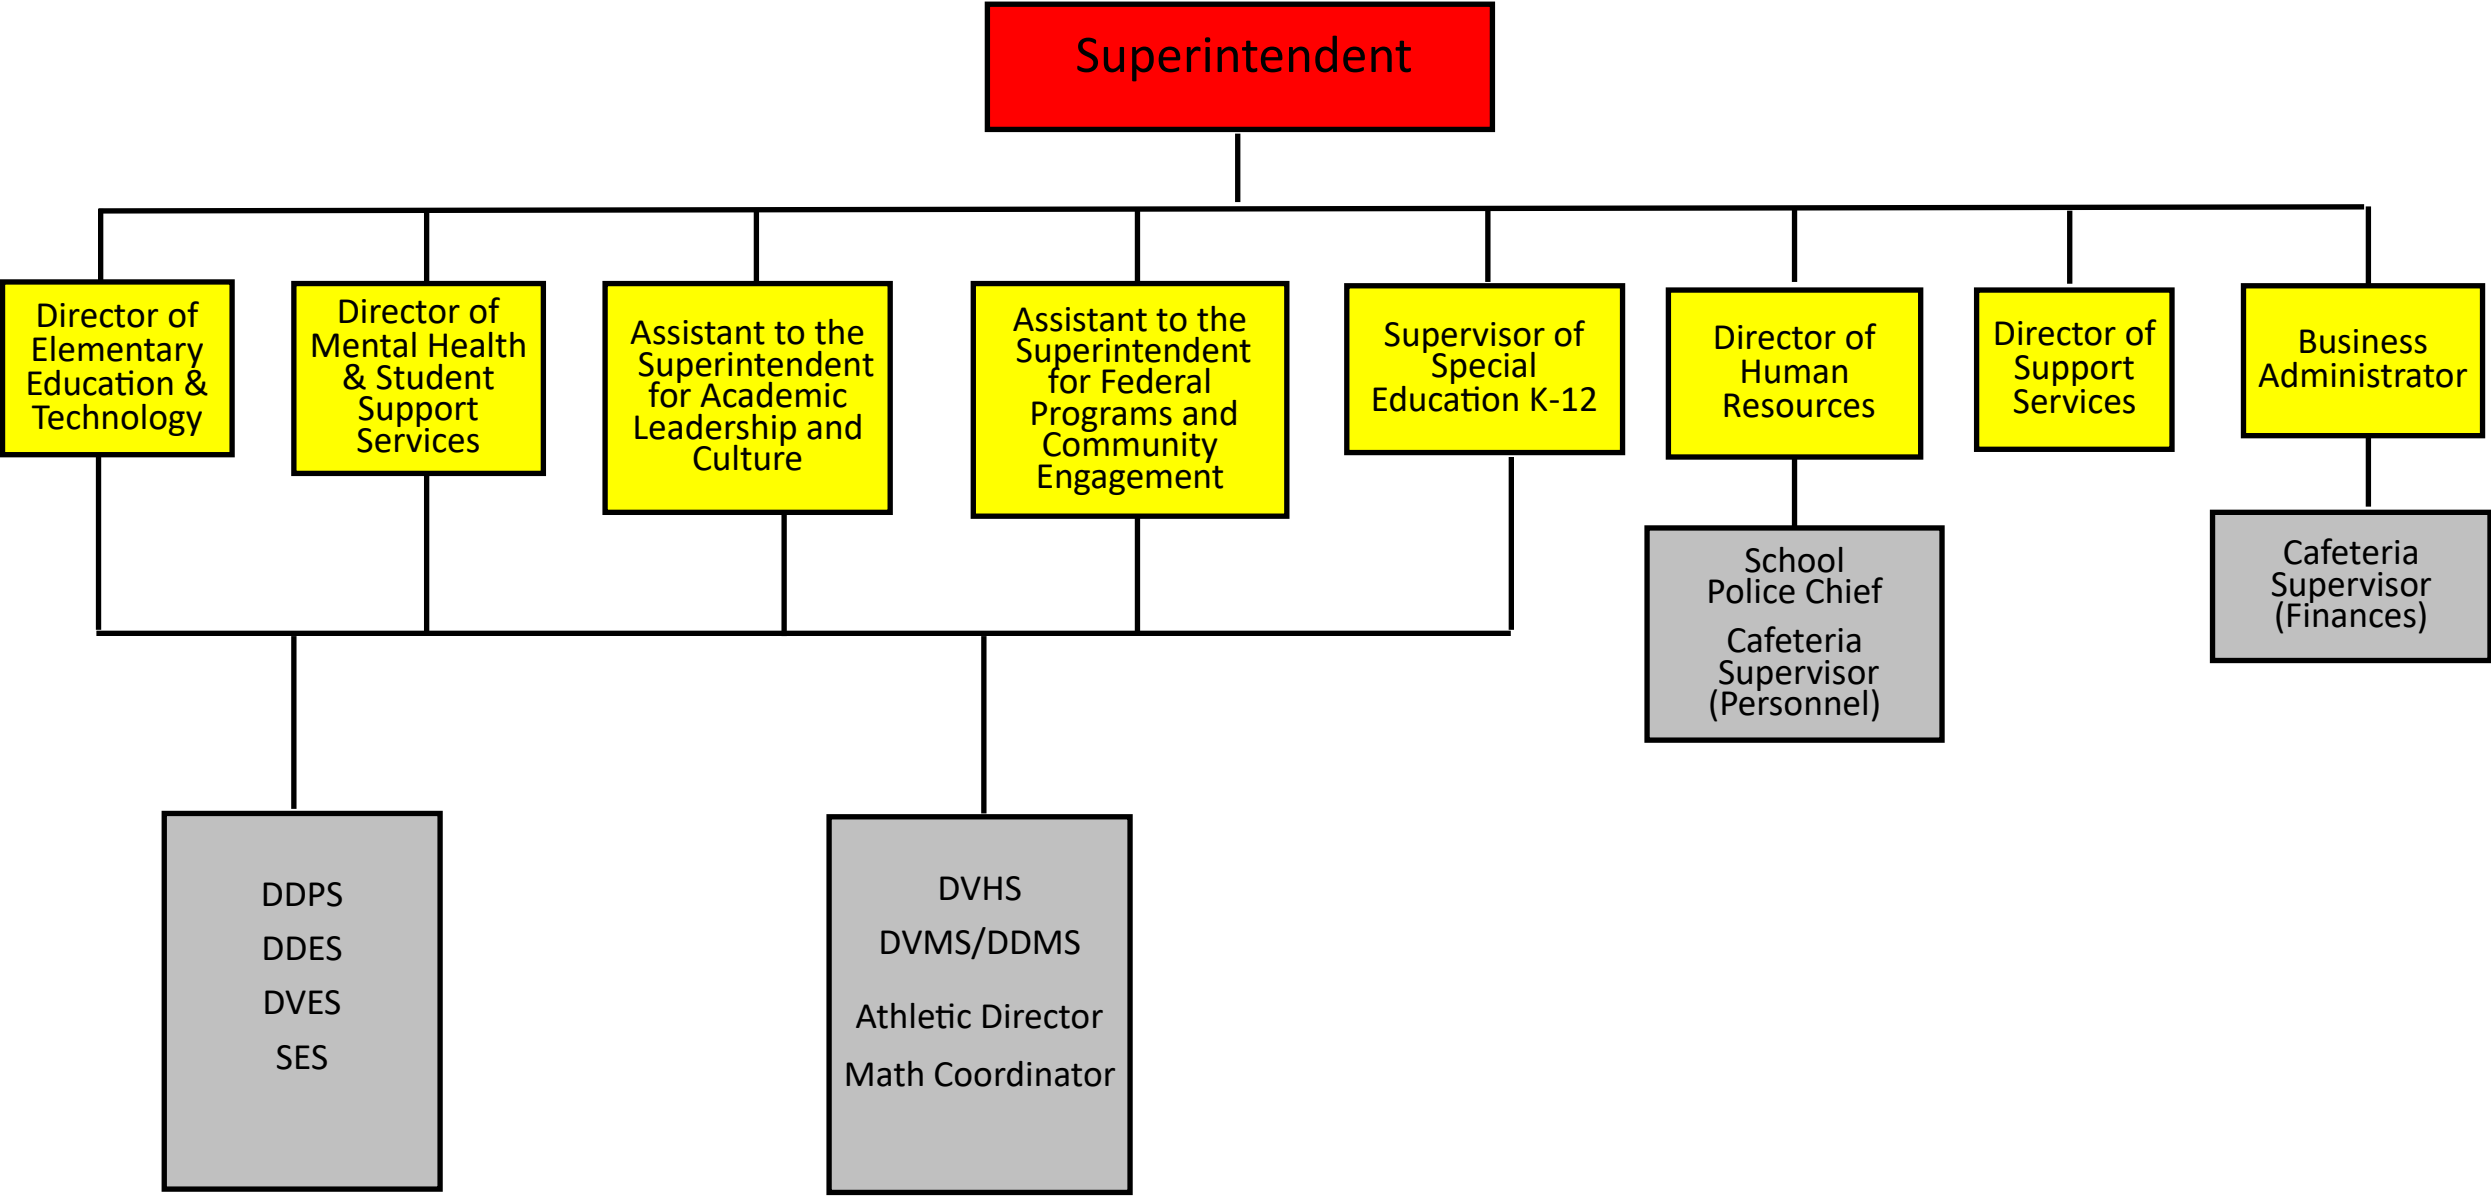 Superintendent
Director of
Elementary
Education &
Technology
Director of
Mental Health
& Student
Support
Services
Assistant to the
Superintendent
for Academic
Leadership and
Culture
Assistant to the
Superintendent
for Federal
Programs and
Community
Engagement
Supervisor of
Special
Education K-12
Director of
Human
Resources
Director of
Support
Services
Business
Administrator
School
Police Chief
Cafeteria
Supervisor
(Personnel)
Cafeteria
Supervisor
(Finances)
DDPS
DDES
DVES
SES
DVHS
DVMS/DDMS
Athletic Director
Math Coordinator